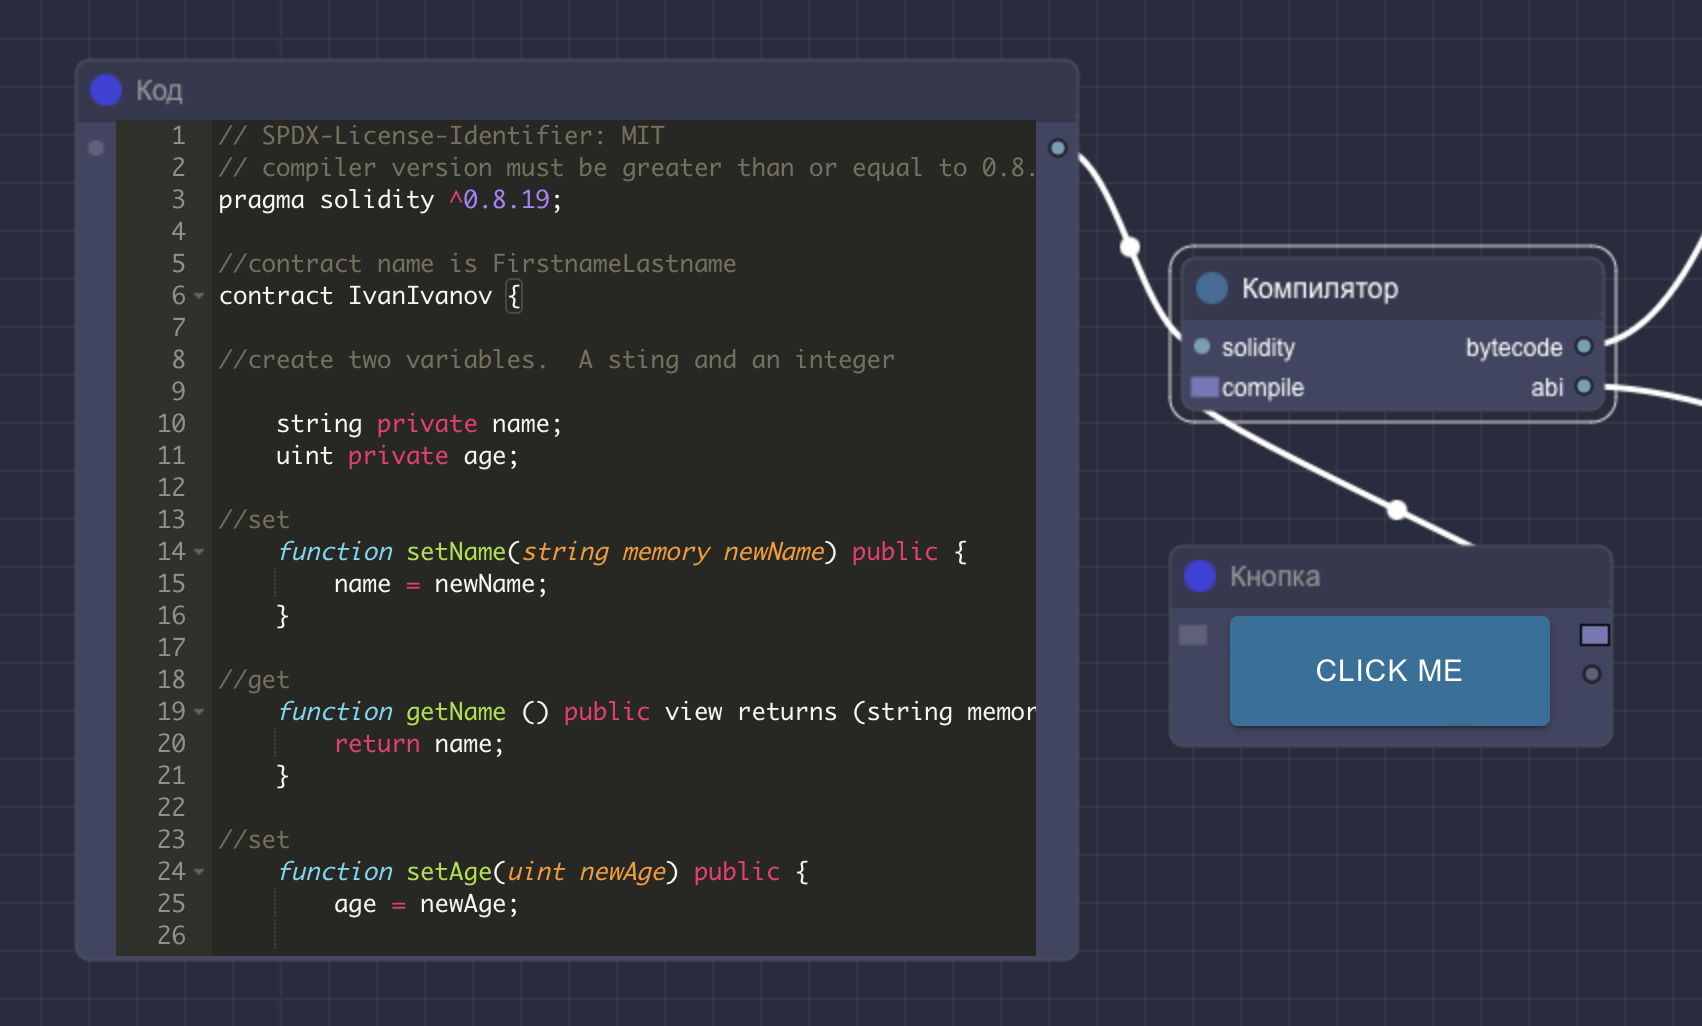 Код
1 // SPDX-License-Identifier: MIT
2 // compiler version must be greater than or equal to 0.8.
3 pragma solidity ^0.8.19;
4
5 //contract name is FirstnameLastname
6 contract IvanIvanov {
7
8 //create two variables.  A sting and an integer
9
10     string private name;
11     uint private age;
12
13 //set
14     function setName(string memory newName) public {
15         name = newName;
16     }
17
18 //get
19     function getName () public view returns (string memor
20         return name;
21     }
22
23 //set
24     function setAge(uint newAge) public {
25         age = newAge;
26
Компилятор
solidity bytecode
compile abi
Кнопка
CLICK ME